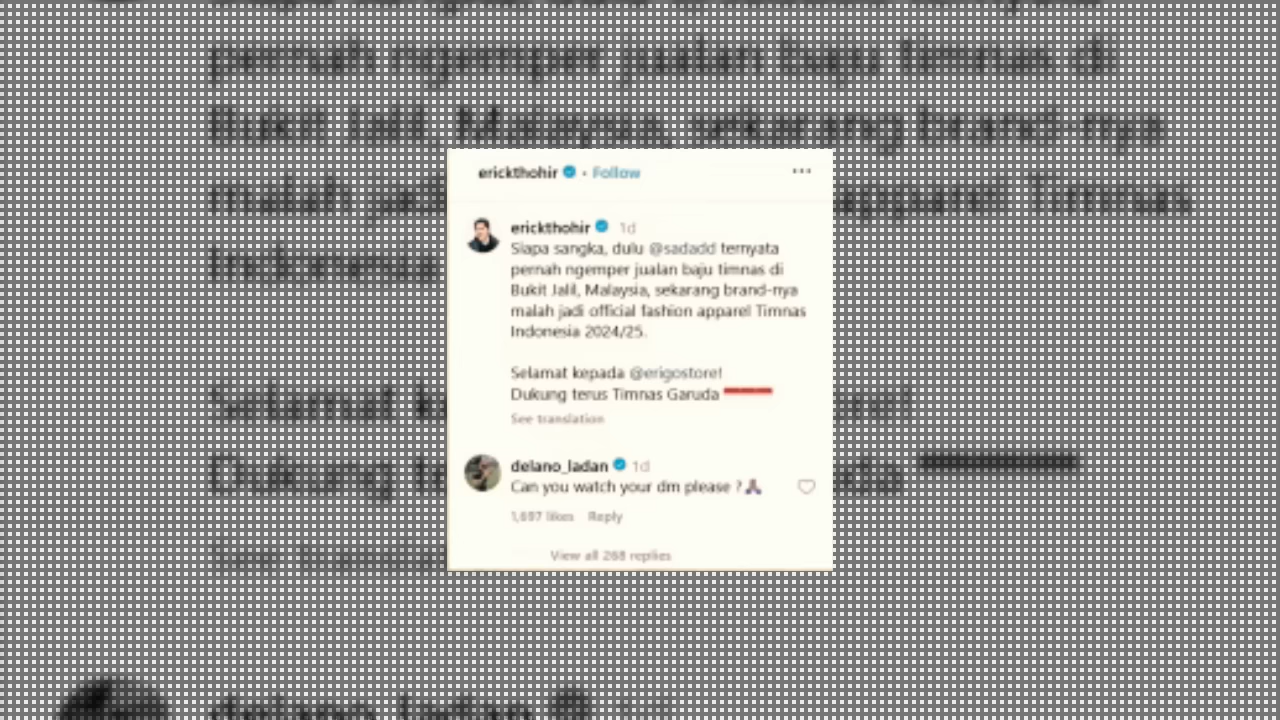 erickthohir • Follow
erickthohir 1d
Siapa sangka, dulu @sadadd ternyata
pernah ngemper jualan baju timnas di
Bukit Jalil, Malaysia, sekarang brand-nya
malah jadi official fashion apparel Timnas
Indonesia 2024/25.
Selamat kepada @erigostore!
Dukung terus Timnas Garuda
See translation
delano_ladan 1d
Can you watch your dm please ?
1,697 likes Reply
View all 268 replies